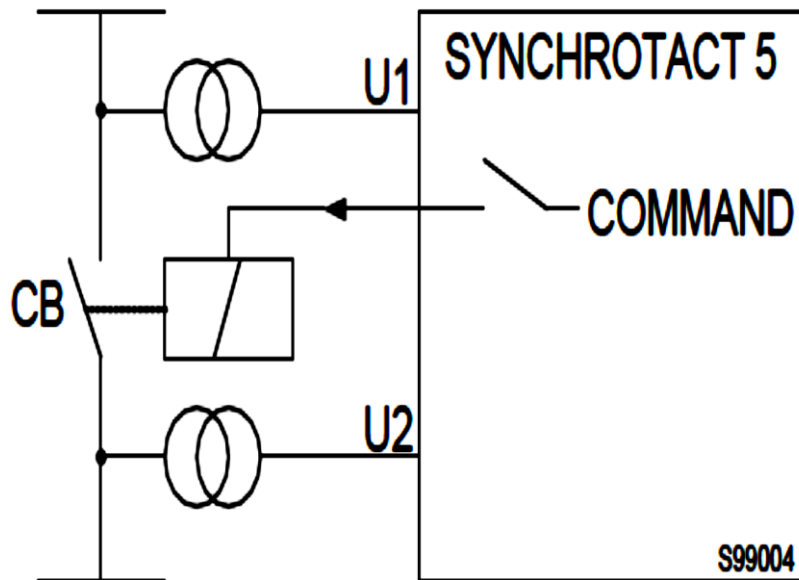 SYNCHROTACT 5
U1
COMMAND
CB
U2
S99004